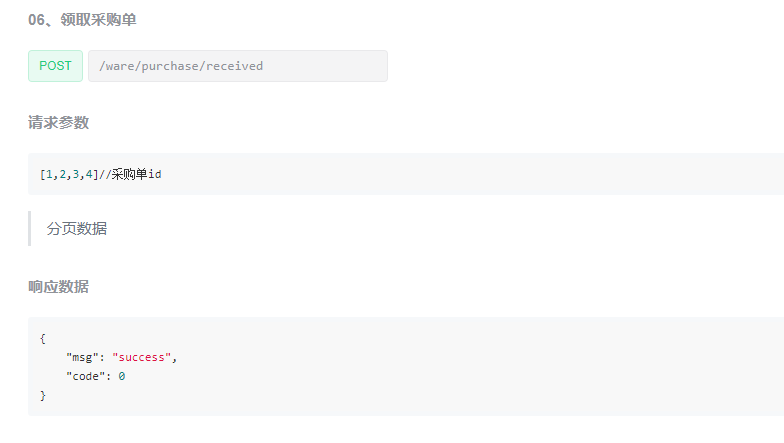 06、领取采购单
POST /ware/purchase/received
请求参数
[1,2,3,4]//采购单id
分页数据
响应数据
{
    "msg": "success",
    "code": 0
}